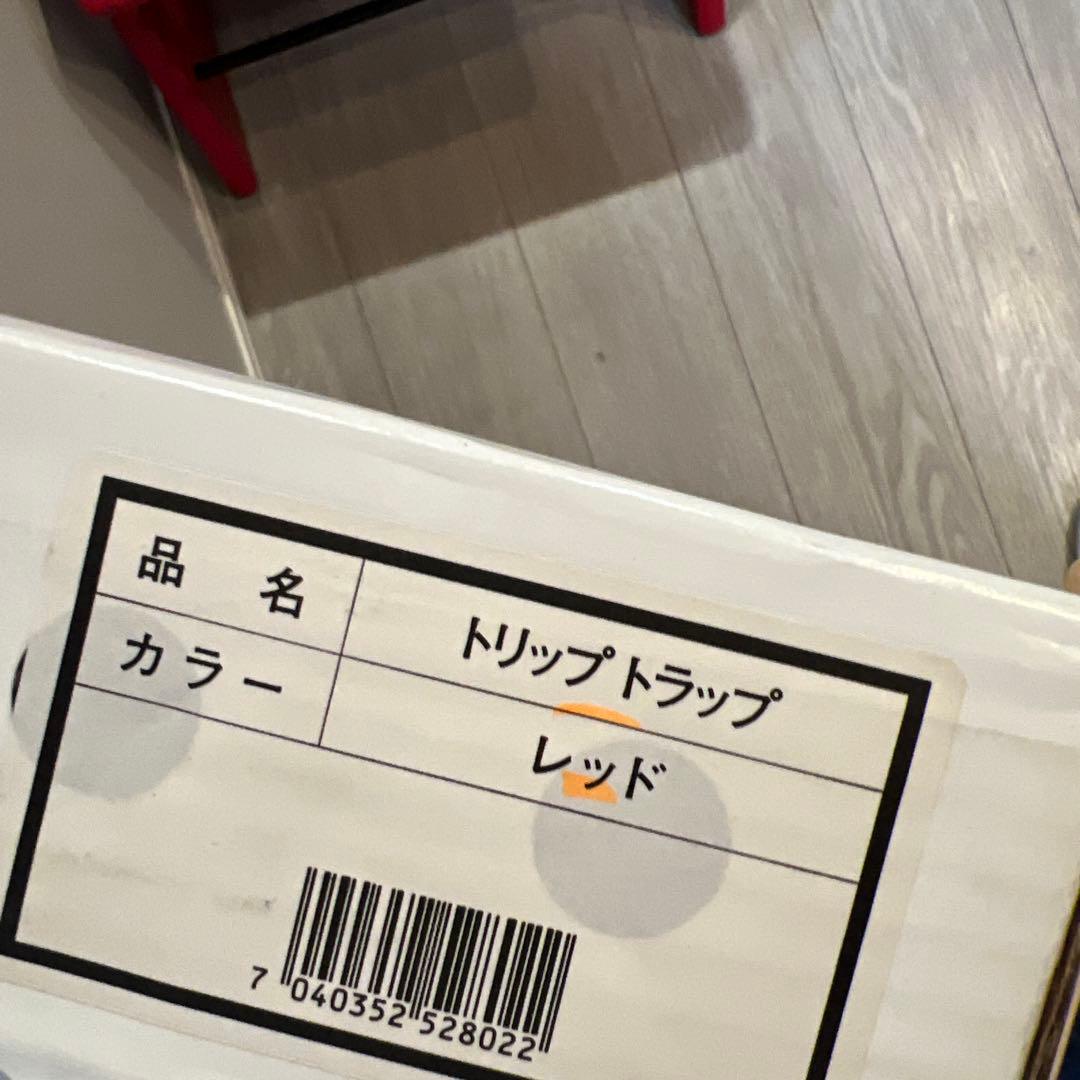 品 名 トリップ トラップ
カラー レッド
7 040352 528022